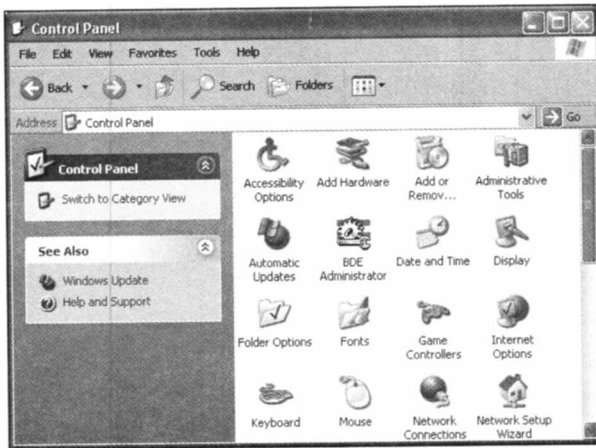 Control Panel
File Edit View Favorites Tools Help
Back Search Folders
Address Control Panel Go
Control Panel
Switch to Category View
See Also
Windows Update
Help and Support
Accessibility Options
Add Hardware
Add or Remov...
Administrative Tools
Automatic Updates
BDE Administrator
Date and Time
Display
Folder Options
Fonts
Game Controllers
Internet Options
Keyboard
Mouse
Network Connections
Network Setup Wizard